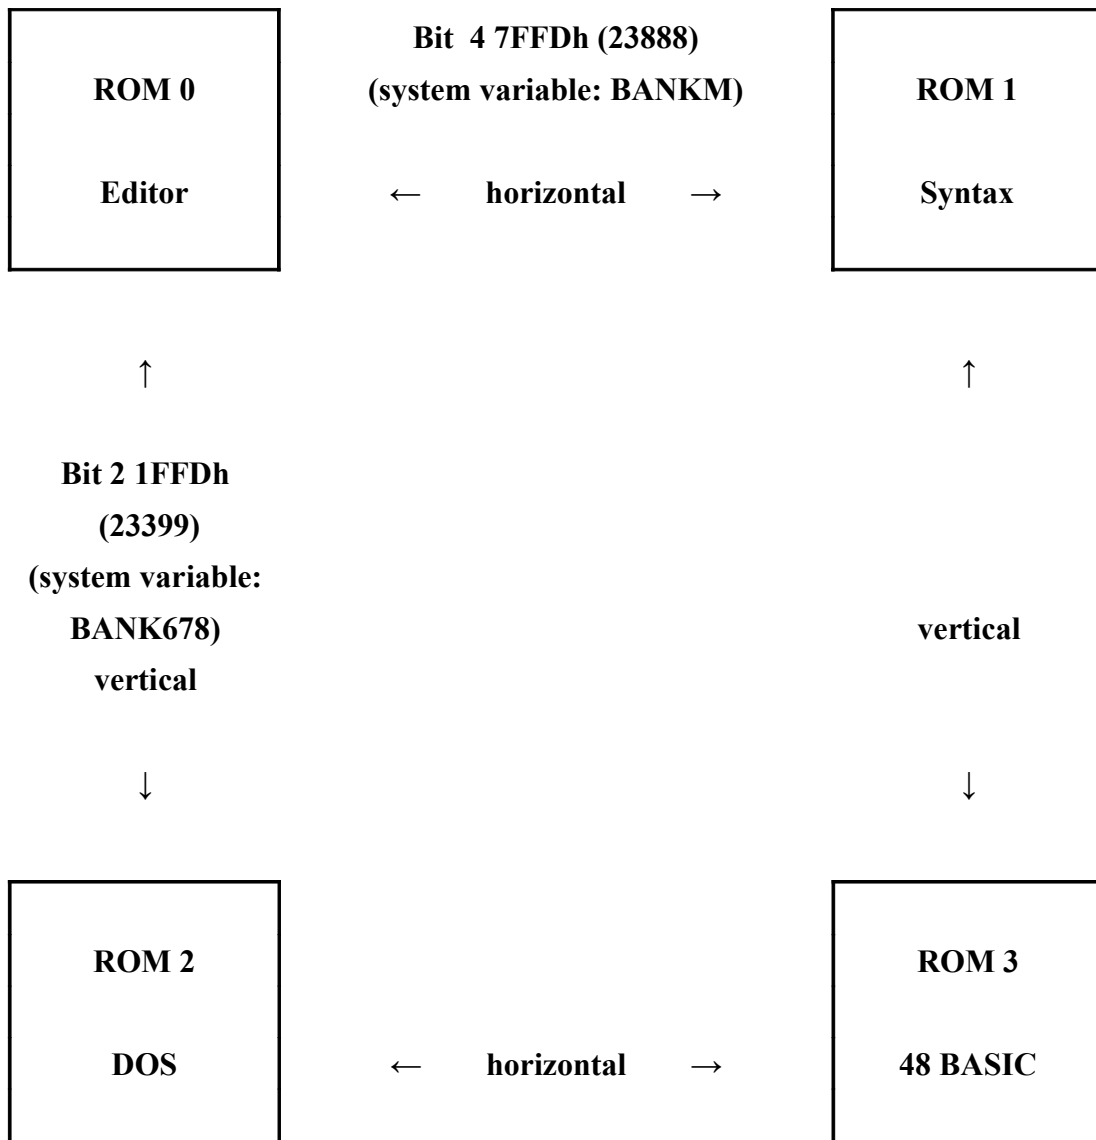 Bit 4 7FFDh (23888)
ROM 0 (system variable: BANKM) ROM 1
Editor ← horizontal → Syntax
↑ ↑
Bit 2 1FFDh
(23399)
(system variable:
BANK678) vertical
vertical
↓ ↓
ROM 2 ROM 3
DOS ← horizontal → 48 BASIC